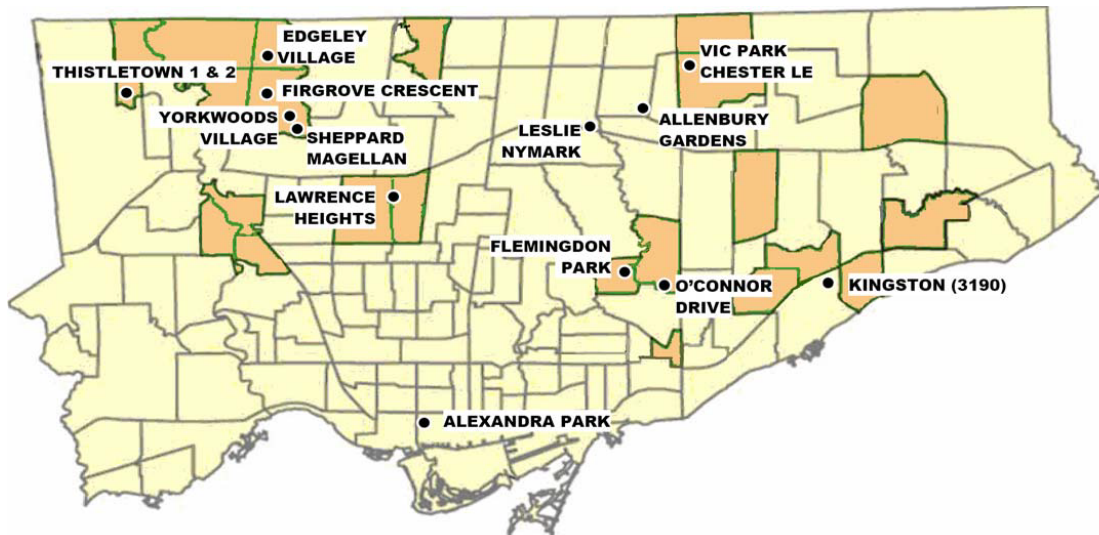 EDGELEY
VILLAGE
THISTLETOWN 1 & 2
FIRGROVE CRESCENT
YORKWOODS
VILLAGE
SHEPPARD
MAGELLAN
VIC PARK
CHESTER LE
ALLENBURY
GARDENS
LESLIE
NYMARK
LAWRENCE
HEIGHTS
FLEMINGDON
PARK
O'CONNOR
DRIVE
KINGSTON (3190)
ALEXANDRA PARK